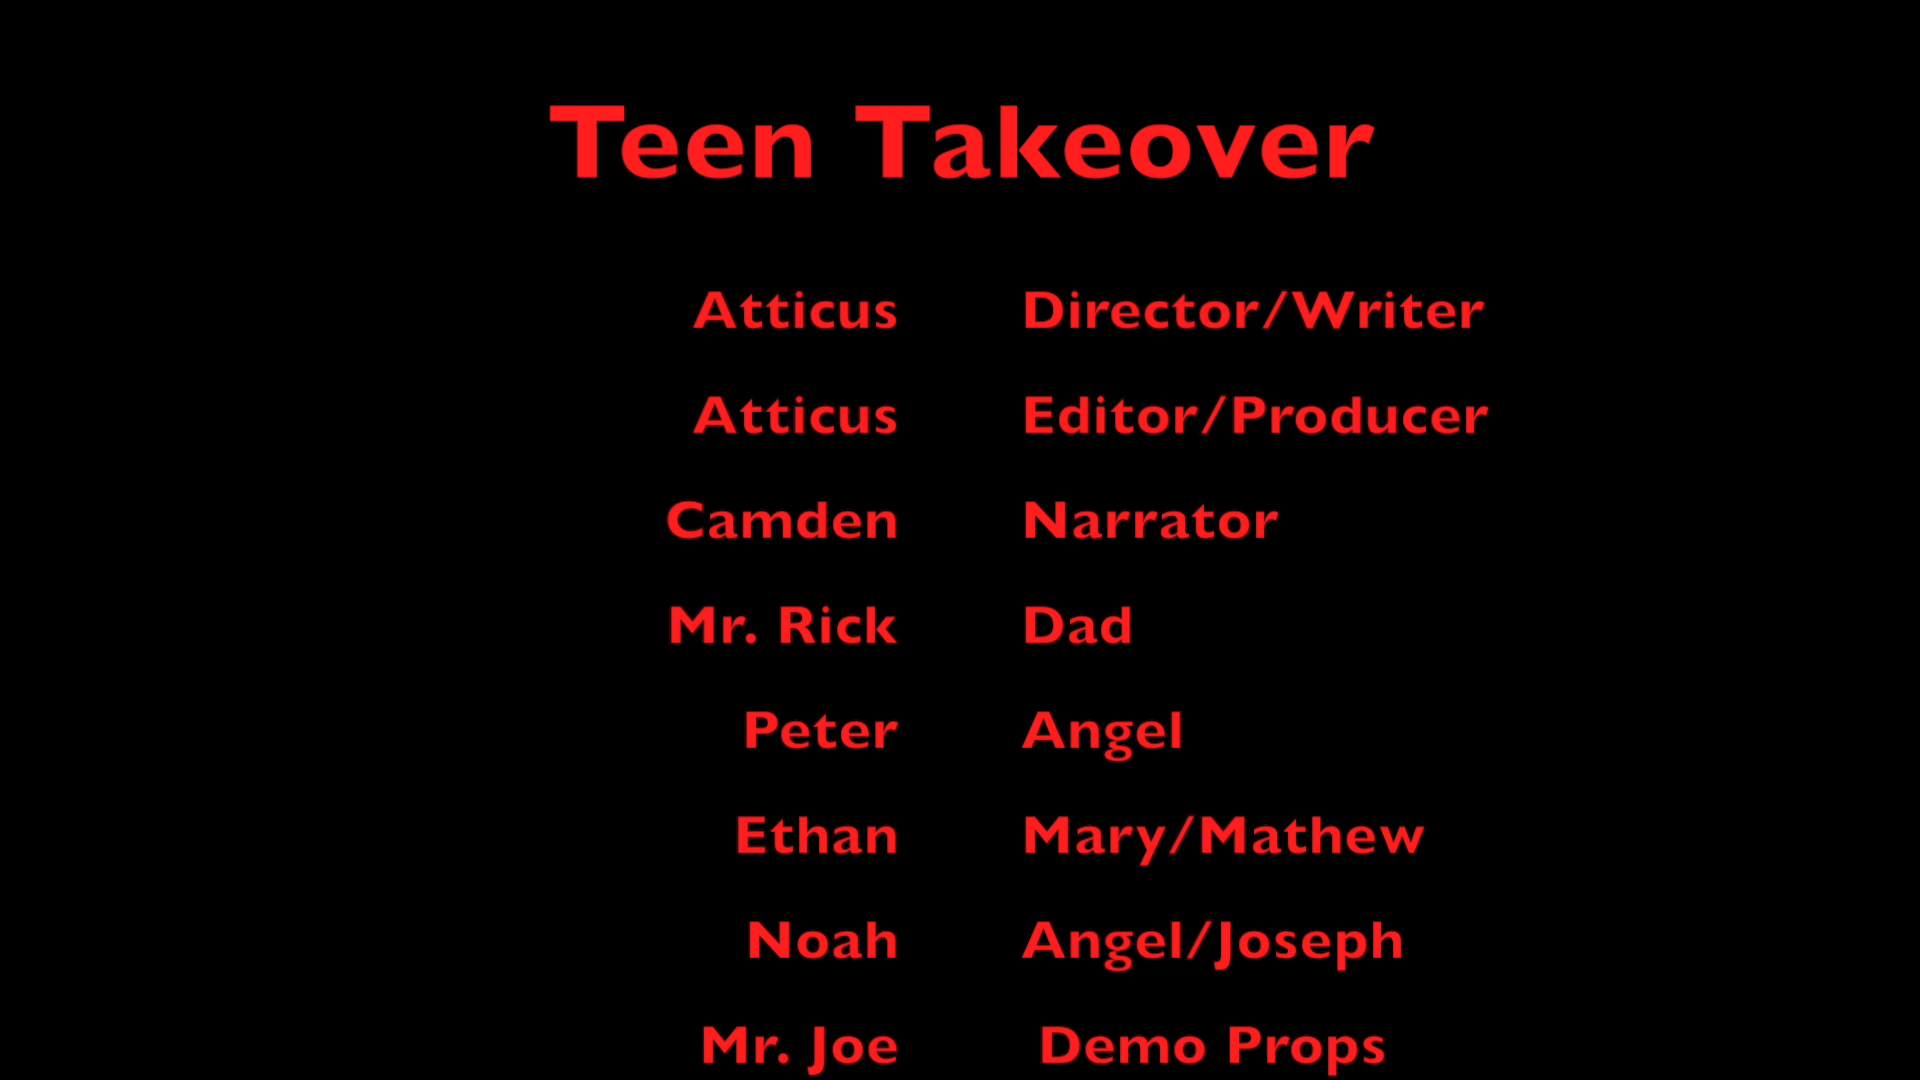 Teen Takeover
Atticus Director/Writer
Atticus Editor/Producer
Camden Narrator
Mr. Rick Dad
Peter Angel
Ethan Mary/Mathew
Noah Angel/Joseph
Mr. Joe Demo Props